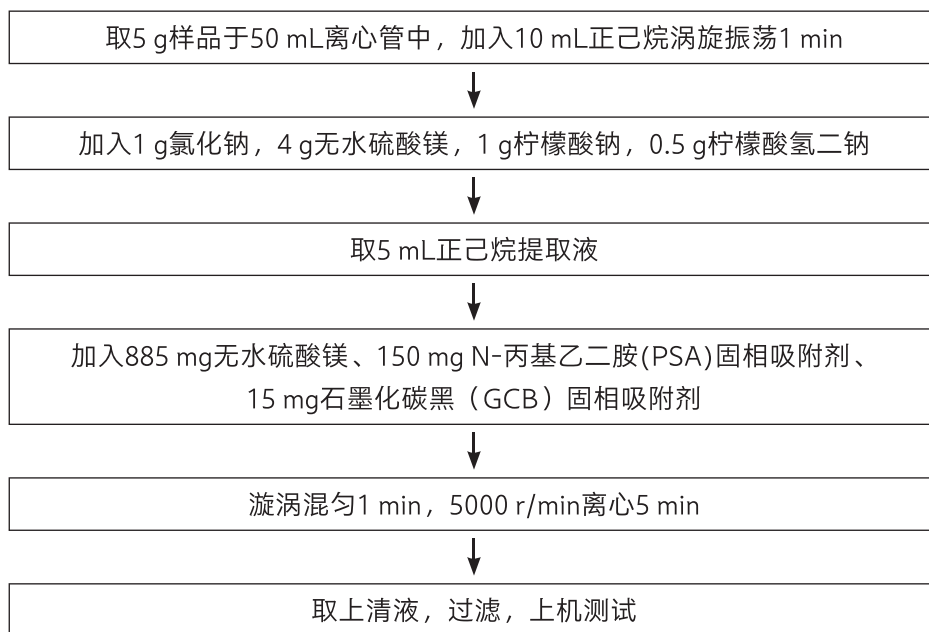 取5 g样品于50 mL离心管中，加入10 mL正己烷涡旋振荡1 min
加入1 g氯化钠，4 g无水硫酸镁，1 g柠檬酸钠，0.5 g柠檬酸氢二钠
取5 mL正己烷提取液
加入885 mg无水硫酸镁、150 mg N-丙基乙二胺(PSA)固相吸附剂、
15 mg石墨化碳黑（GCB）固相吸附剂
漩涡混匀1 min，5000 r/min离心5 min
取上清液，过滤，上机测试